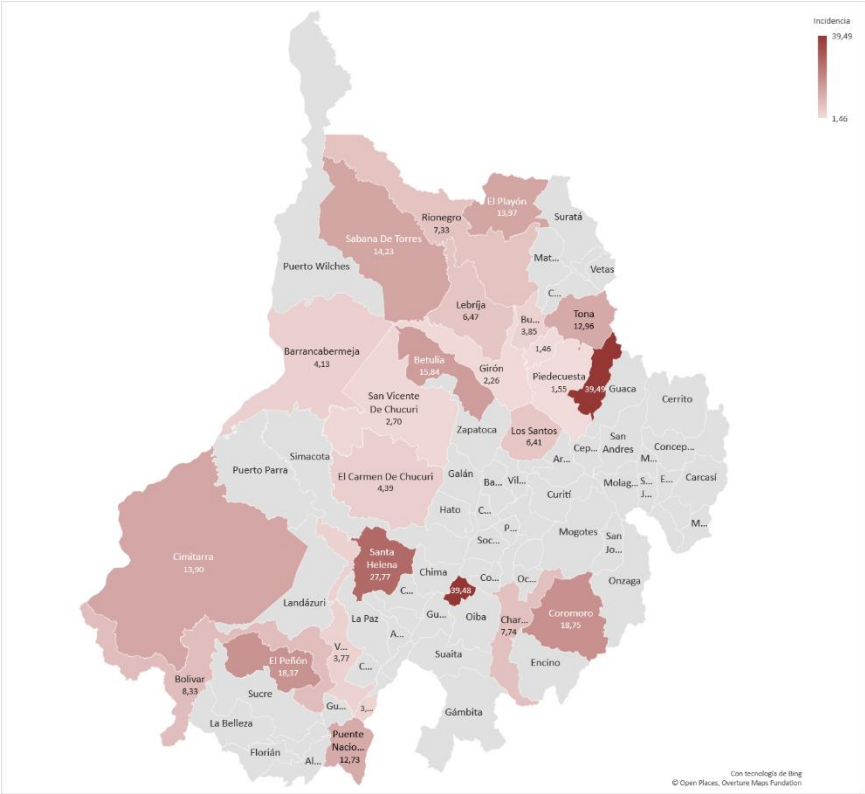 Incidencia
39,49
1,46
El Playón
13,97
Suratá
Rionegro
7,33
Sabana De Torres
14,23
Mat...
Puerto Wilches
Vetas
C...
Lebríja
6,47
Bu...
3,85
Tona
12,96
Barrancabermeja
4,13
1,46
Betulia
15,84
Girón
2,26
Piedecuesta
1,55
39,49
Guaca
San Vicente
De Chucuri
2,70
Cerrito
Zapatoca
Los Santos
6,41
San
Andres
Cep...
Concep...
Ar...
M...
Simacota
Puerto Parra
El Carmen De Chucuri
4,39
Galán
Ba...
Vil...
Curití
Molag...
S...
J...
E...
Carcasí
Hato
C...
P...
M...
Soc...
Mogotes
San
Jo...
Cimitarra
13,90
Santa
Helena
27,77
Chima
Co...
Oc...
Onzaga
C...
39,48
Landázuri
La Paz
Gu...
Oiba
Char...
7,74
Coromoro
18,75
A...
V...
3,77
El Peñón
18,37
C...
Suaita
Encino
Bolivar
8,33
Sucre
Gu...
3,...
La Belleza
Gámbita
Puente
Nacio...
12,73
Florián
Al...
Con tecnología de Bing
© Open Places, Overture Maps Fundation